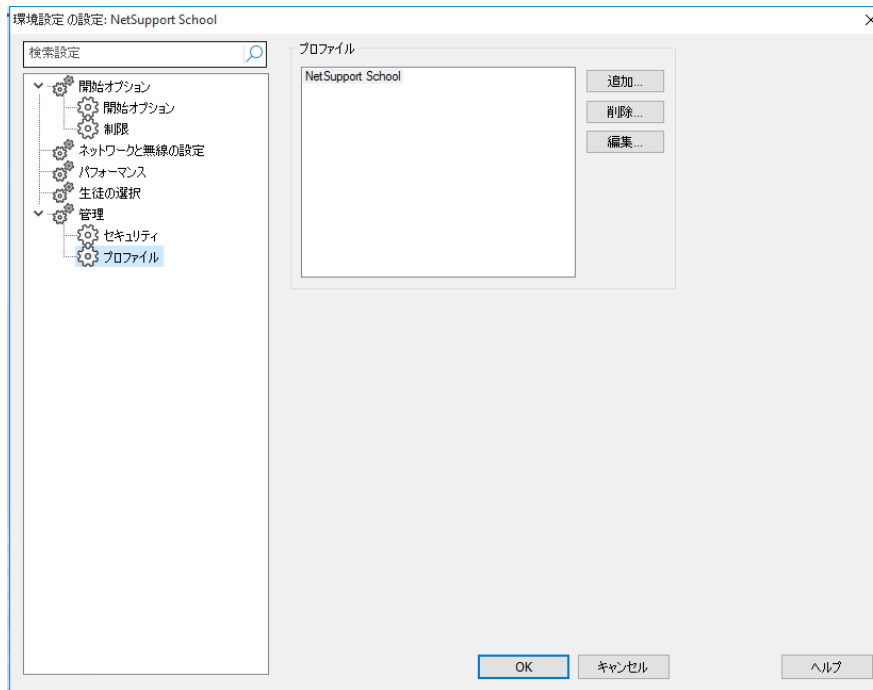 環境設定 の設定: NetSupport School
検索設定
開始オプション
開始オプション
制限
ネットワークと無線の設定
パフォーマンス
生徒の選択
管理
セキュリティ
プロファイル
プロファイル
NetSupport School
追加...
削除...
編集...
OK
キャンセル
ヘルプ